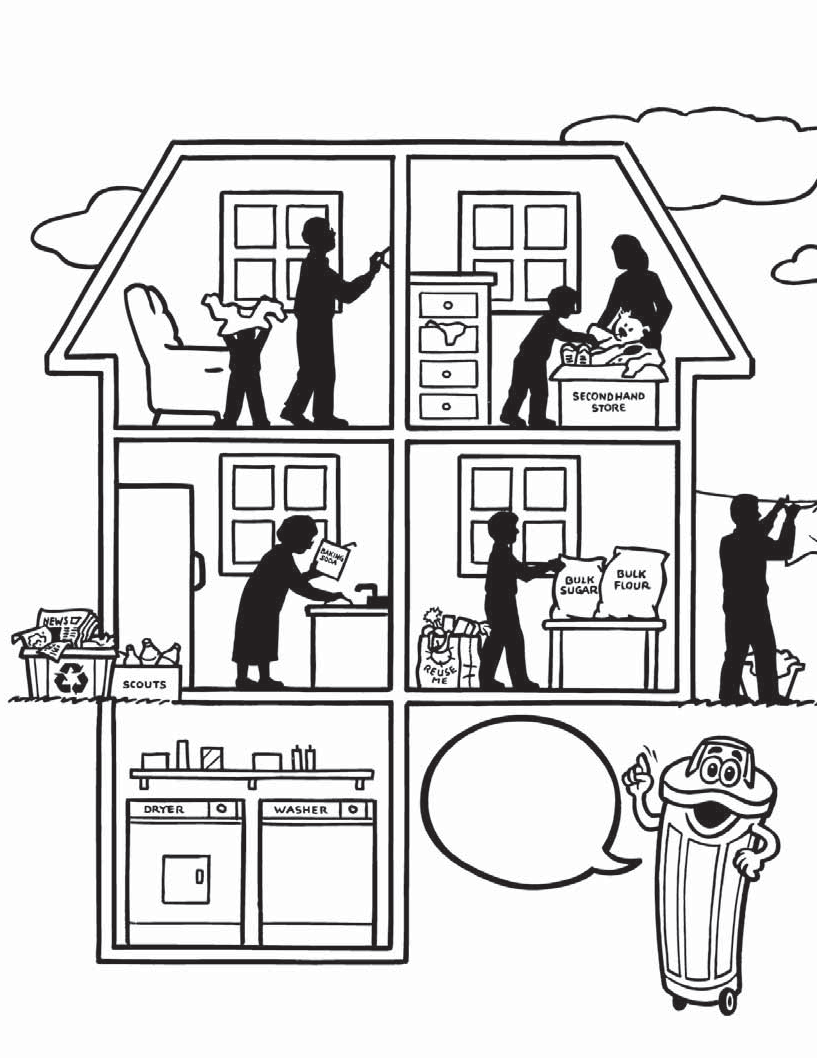 SECONDHAND
STORE
BAKING
SODA
BULK
SUGAR
BULK
FLOUR
NEWS
SCOUTS
REUSE
ME
DRYER
WASHER